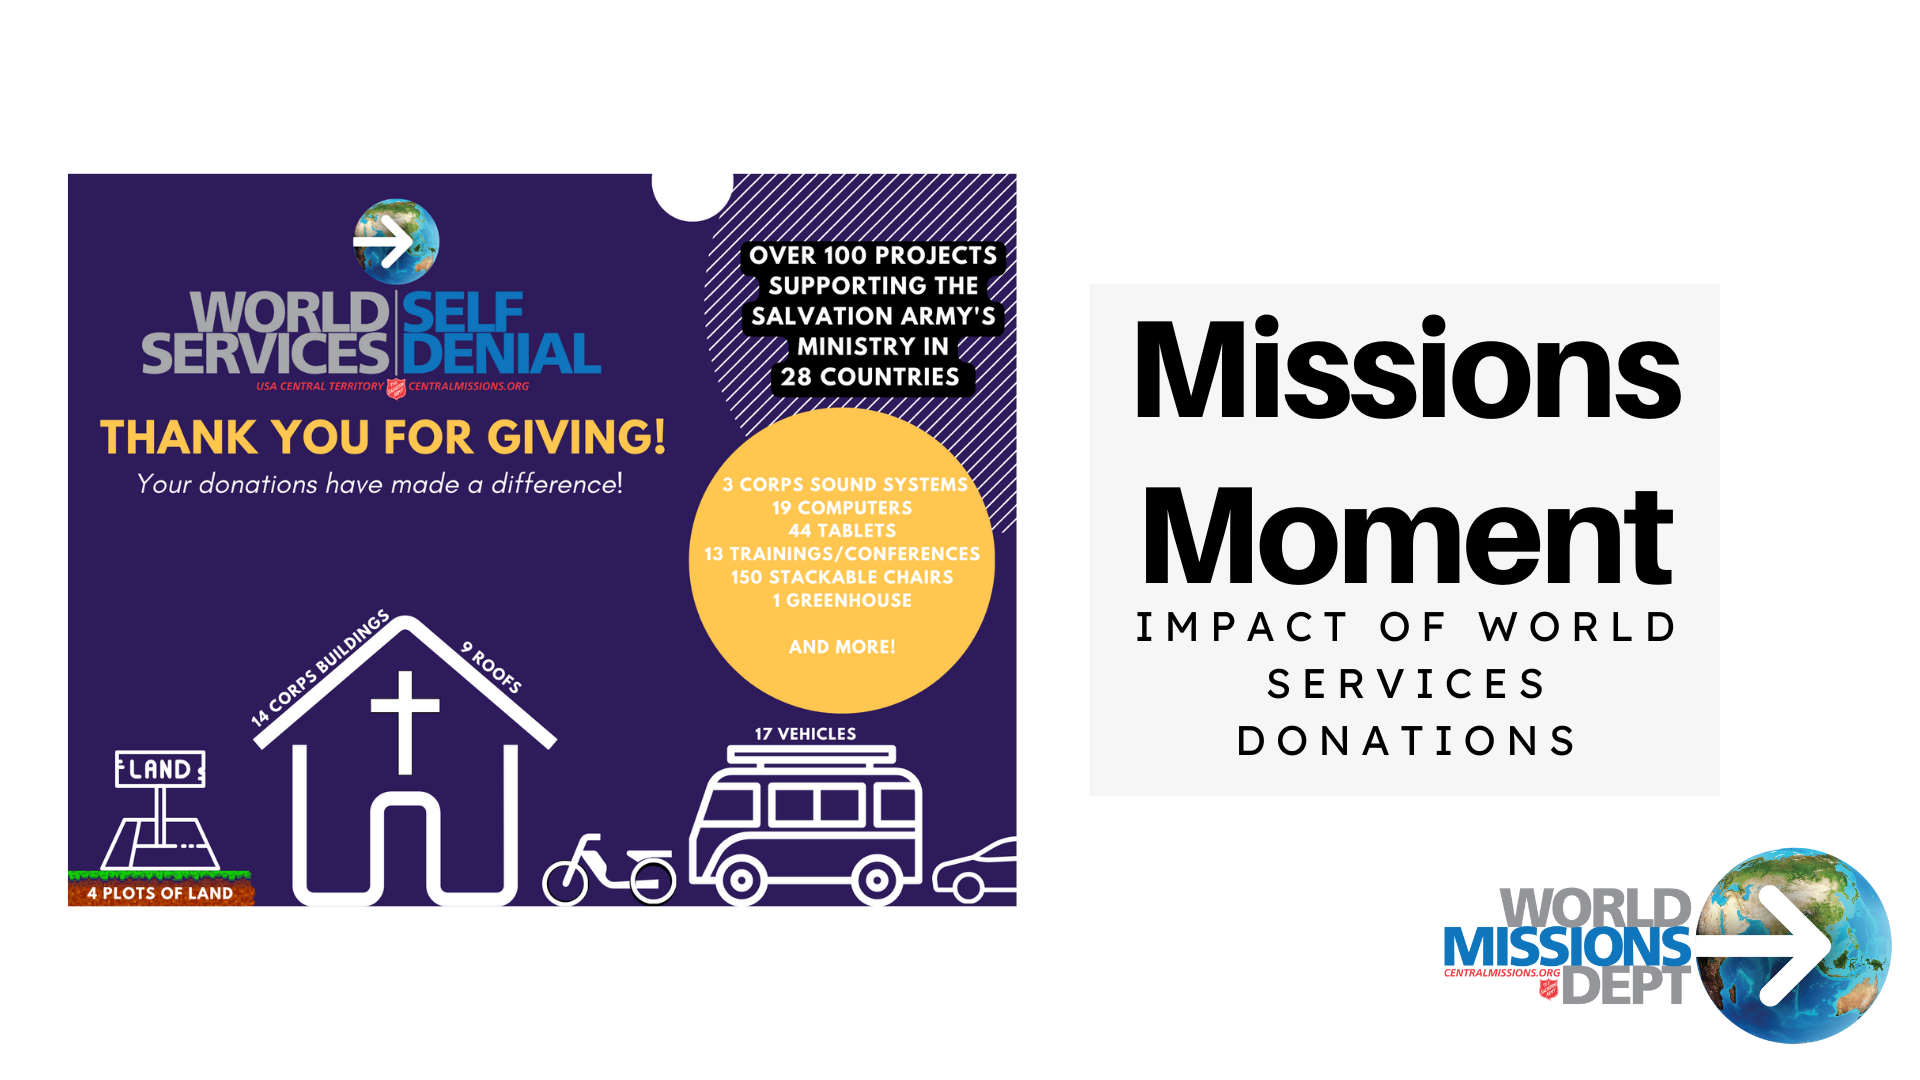 WORLD SELF
SERVICES DENIAL
USA CENTRAL TERRITORY CENTRALMISSIONS.ORG
THANK YOU FOR GIVING!
Your donations have made a difference!
OVER 100 PROJECTS
SUPPORTING THE
SALVATION ARMY'S
MINISTRY IN
28 COUNTRIES
3 CORPS SOUND SYSTEMS
19 COMPUTERS
44 TABLETS
13 TRAININGS/CONFERENCES
150 STACKABLE CHAIRS
1 GREENHOUSE
AND MORE!
14 CORPS BUILDINGS
9 ROOFS
17 VEHICLES
LAND
4 PLOTS OF LAND
Missions
Moment
IMPACT OF WORLD
SERVICES
DONATIONS
WORLD
MISSIONS
CENTRALMISSIONS.ORG
DEPT